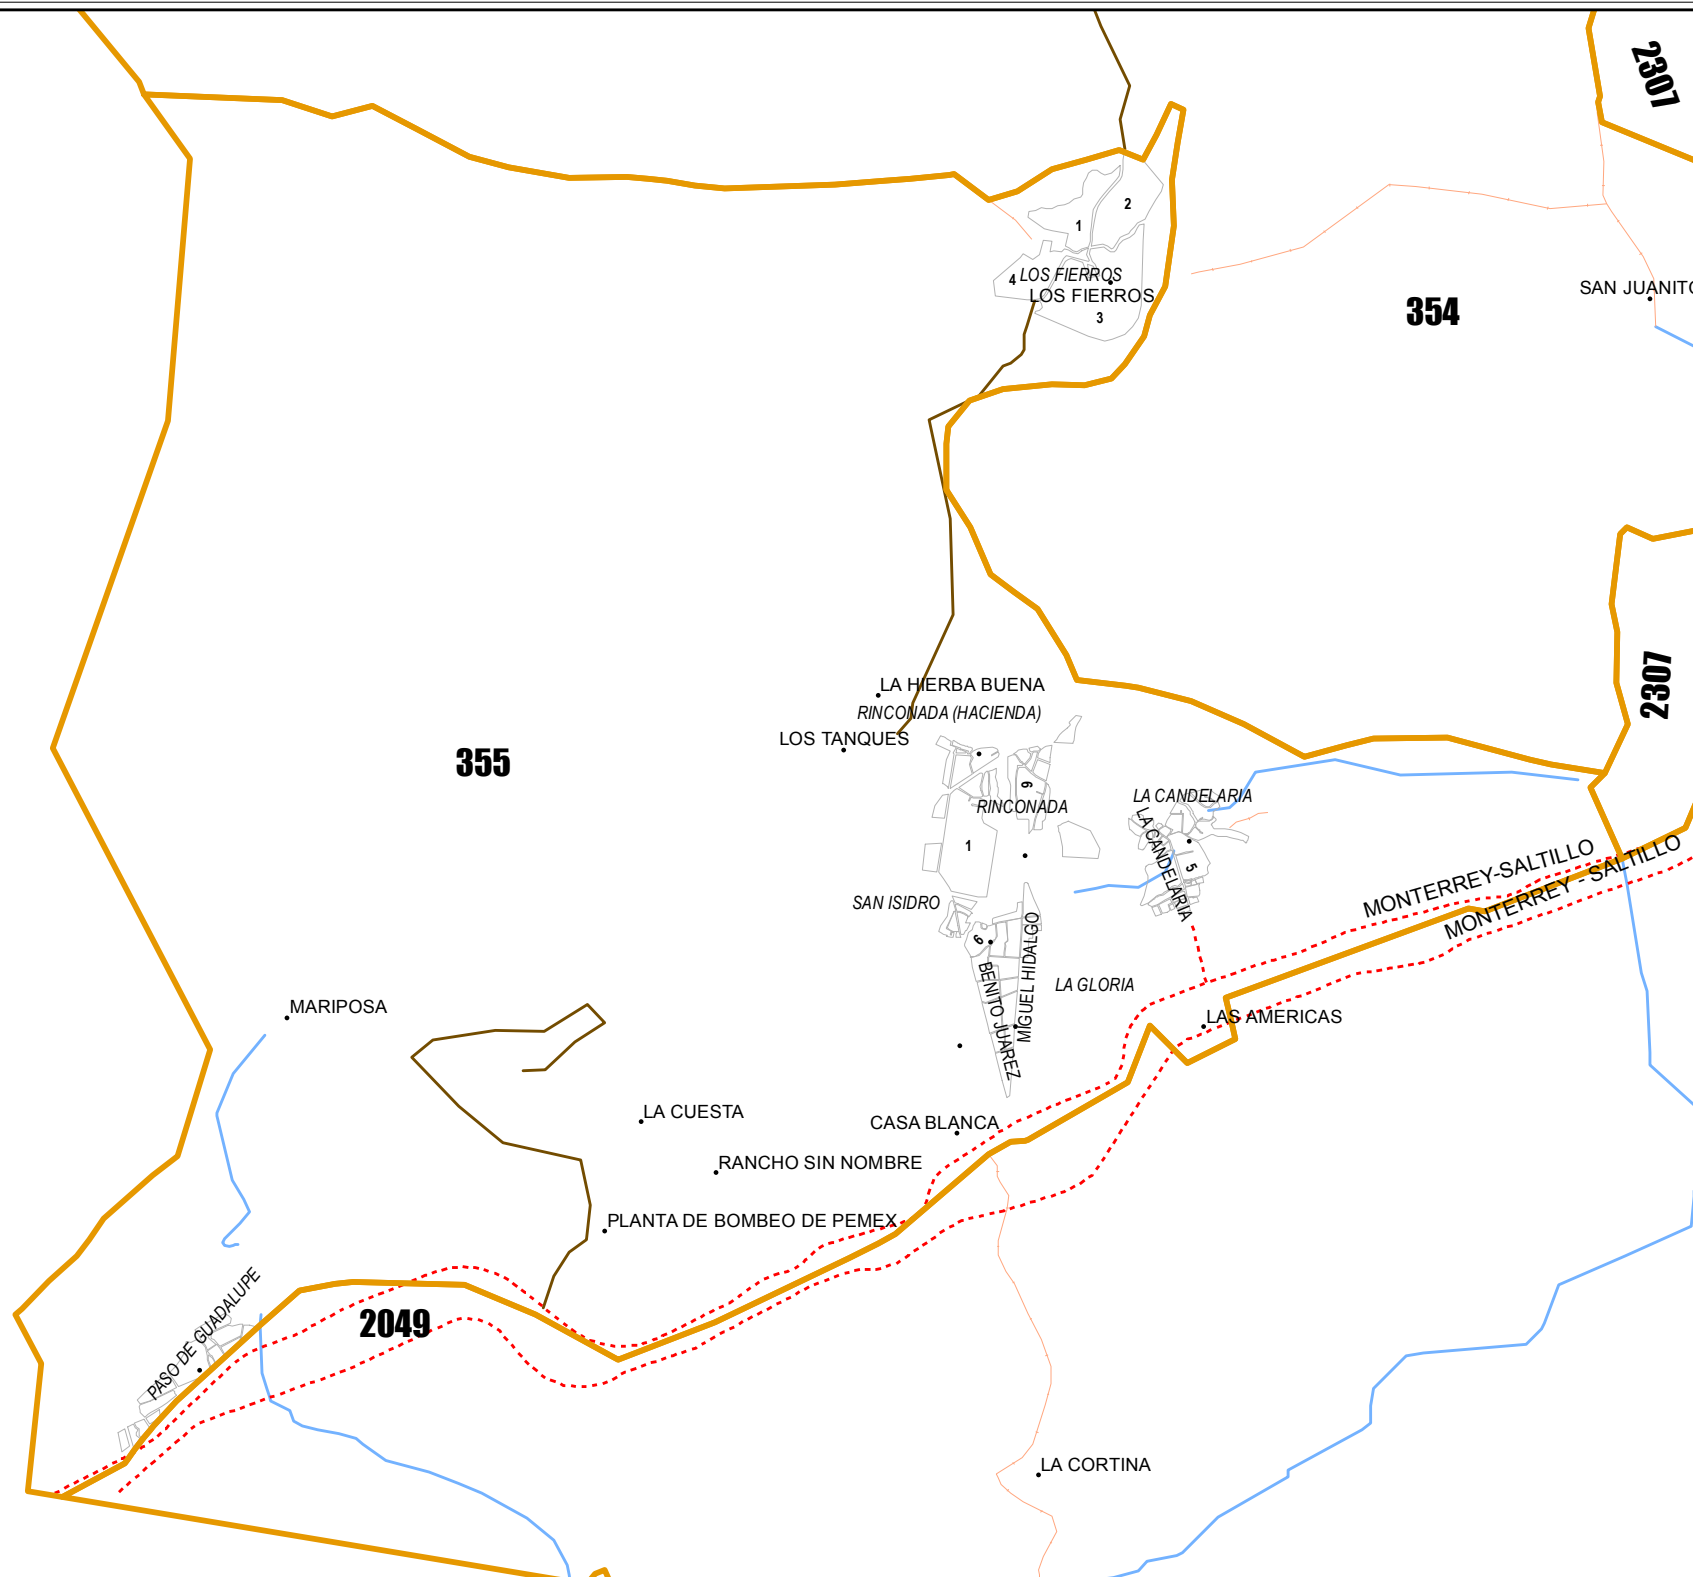 2307
2
1
4
LOS FIERROS
LOS FIERROS
3
354
SAN JUANITO
2307
LA HIERBA BUENA
RINCONADA (HACIENDA)
LOS TANQUES
355
9
RINCONADA
LA CANDELARIA
LA CANDELARIA
1
5
MONTERREY-SALTILLO
MONTERREY - SALTILLO
SAN ISIDRO
6
BENITO JUAREZ
MIGUEL HIDALGO
LA GLORIA
MARIPOSA
LAS AMERICAS
LA CUESTA
CASA BLANCA
RANCHO SIN NOMBRE
PLANTA DE BOMBEO DE PEMEX
PASO DE GUADALUPE
2049
LA CORTINA